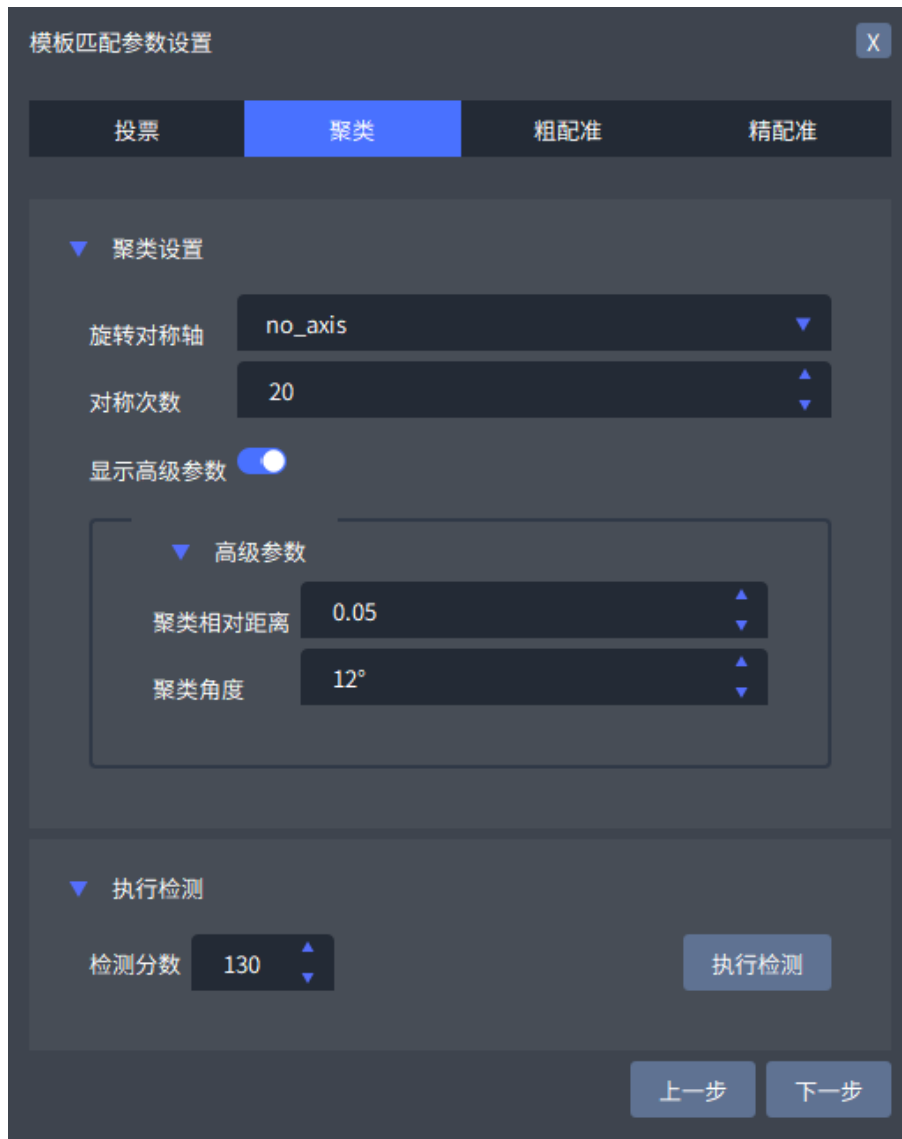 模板匹配参数设置 X
投票 聚类 粗配准 精配准
聚类设置
旋转对称轴 no_axis
对称次数 20
显示高级参数
高级参数
聚类相对距离 0.05
聚类角度 12°
执行检测
检测分数 130 执行检测
上一步 下一步